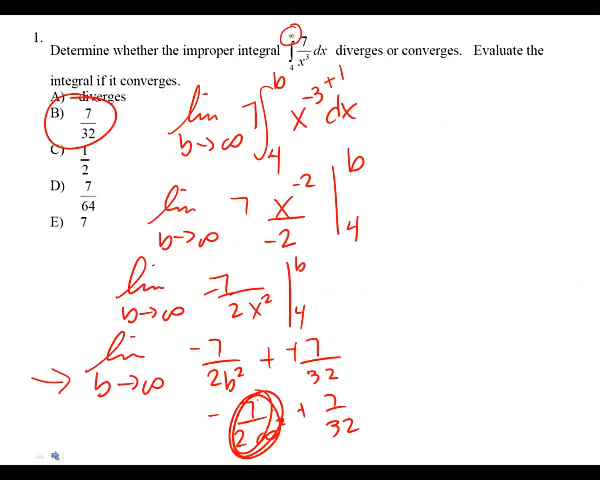 1.
Determine whether the improper integral ∫₄^∞ 7/x³ dx diverges or converges. Evaluate the
integral if it converges.
A) diverges
B) 7/32
C) 1/2
D) 7/64
E) 7
lim b→∞ 7 ∫₄^b x^(-3+1) dx
lim b→∞ 7 x^(-2)/-2 |₄^b
lim b→∞ -7/2x² |₄^b
→ lim b→∞ -7/2b² + +7/32
- 7/2∞² + 7/32